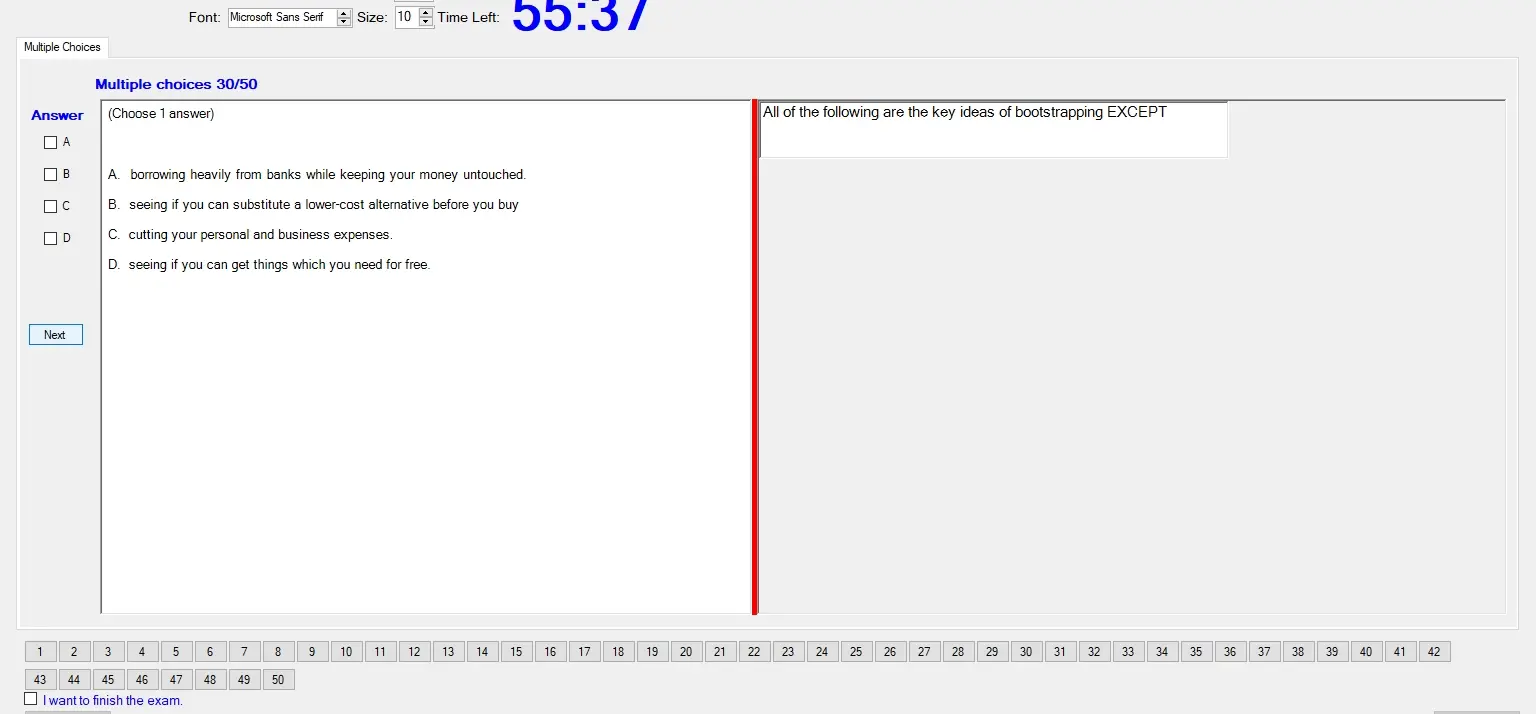 Font: Microsoft Sans Serif Size: 10 Time Left: 55:37
Multiple Choices
Multiple choices 30/50
Answer
A
B
C
D
Next
(Choose 1 answer)
A. borrowing heavily from banks while keeping your money untouched.
B. seeing if you can substitute a lower-cost alternative before you buy
C. cutting your personal and business expenses.
D. seeing if you can get things which you need for free.
All of the following are the key ideas of bootstrapping EXCEPT
1 2 3 4 5 6 7 8 9 10 11 12 13 14 15 16 17 18 19 20 21 22 23 24 25 26 27 28 29 30 31 32 33 34 35 36 37 38 39 40 41 42
43 44 45 46 47 48 49 50
I want to finish the exam.